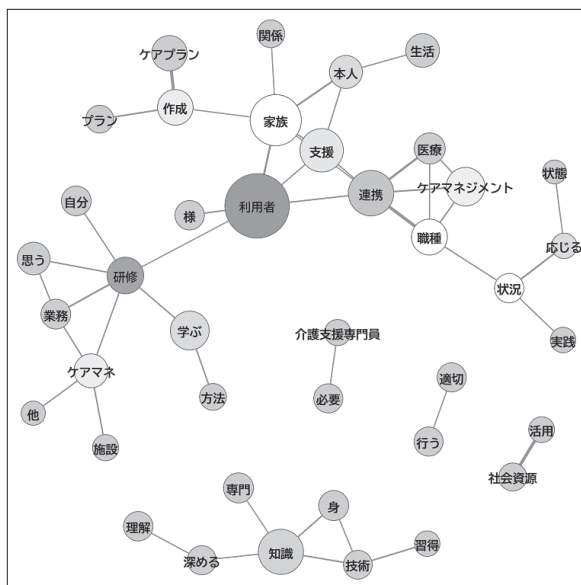 関係
生活
ケアプラン
本人
プラン
作成
家族
支援
医療
状態
ケアマネジメント
連携
自分
様
利用者
職種
応じる
思う
研修
状況
業務
学ぶ
介護支援専門員
実践
ケアマネ
適切
方法
必要
他
活用
施設
行う
社会資源
専門
身
理解
知識
習得
深める
技術